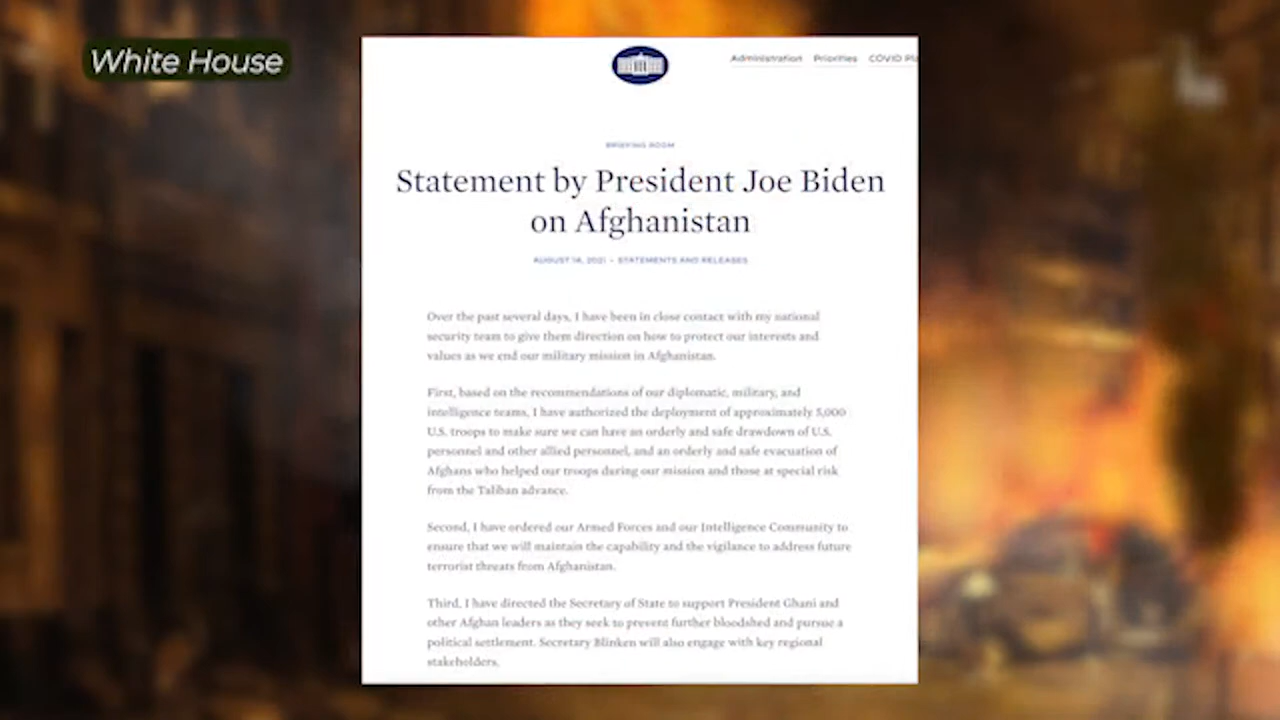 White House
Administration Priorities COVID Pla
BRIEFING ROOM
Statement by President Joe Biden
on Afghanistan
AUGUST 14, 2021 • STATEMENTS AND RELEASES
Over the past several days, I have been in close contact with my national
security team to give them direction on how to protect our interests and
values as we end our military mission in Afghanistan.
First, based on the recommendations of our diplomatic, military, and
intelligence teams, I have authorized the deployment of approximately 5,000
U.S. troops to make sure we can have an orderly and safe drawdown of U.S.
personnel and other allied personnel, and an orderly and safe evacuation of
Afghans who helped our troops during our mission and those at special risk
from the Taliban advance.
Second, I have ordered our Armed Forces and our Intelligence Community to
ensure that we will maintain the capability and the vigilance to address future
terrorist threats from Afghanistan.
Third, I have directed the Secretary of State to support President Ghani and
other Afghan leaders as they seek to prevent further bloodshed and pursue a
political settlement. Secretary Blinken will also engage with key regional
stakeholders.